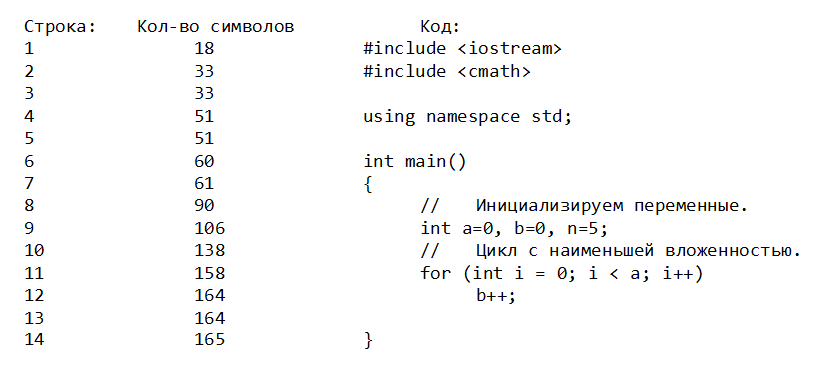 Строка: Кол-во символов Код:
1 18 #include <iostream>
2 33 #include <cmath>
3 33
4 51 using namespace std;
5 51
6 60 int main()
7 61 {
8 90 // Инициализируем переменные.
9 106 int a=0, b=0, n=5;
10 138 // Цикл с наименьшей вложенностью.
11 158 for (int i = 0; i < a; i++)
12 164 b++;
13 164
14 165 }